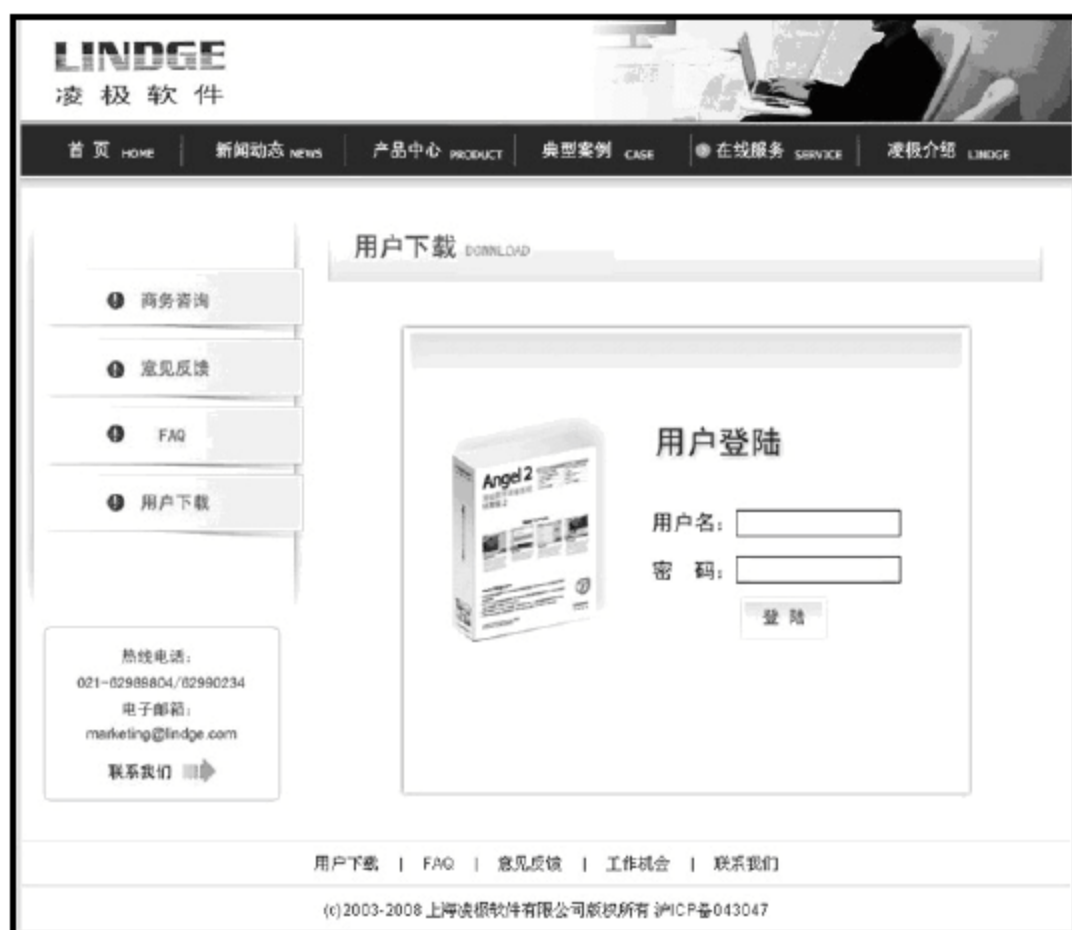 LINDGE
凌极软件
首 页 HOME 新闻动态 NEWS 产品中心 PRODUCT 典型案例 CASE 在线服务 SERVICE 凌极介绍 LINDGE
用户下载 DOWNLOAD
商务咨询
意见反馈
FAQ
用户下载
热线电话:
021-62989804/62990234
电子邮箱:
marketing@lindge.com
联系我们
Angel 2
用户登陆
用户名:
密 码:
登 陆
用户下载 | FAQ | 意见反馈 | 工作机会 | 联系我们
(c)2003-2008 上海凌极软件有限公司版权所有 沪ICP备043047